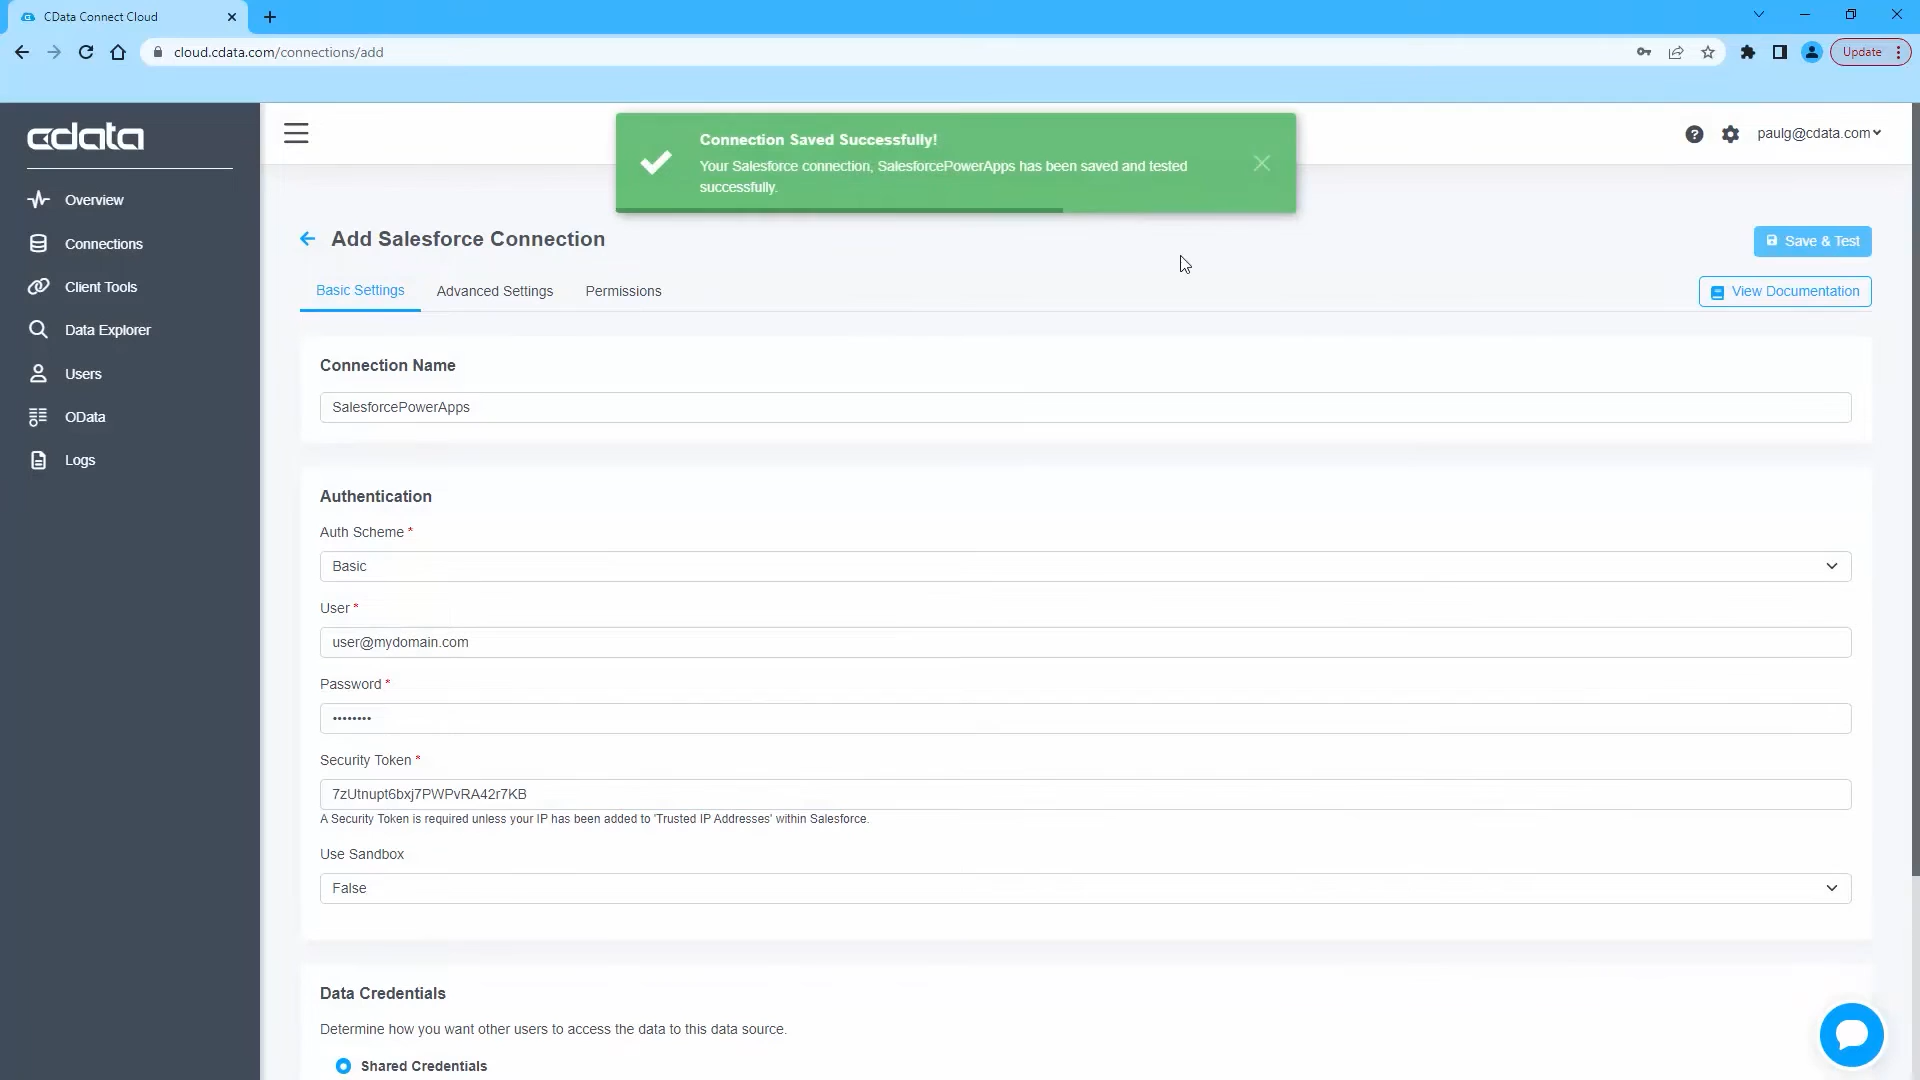 CData Connect Cloud
cloud.cdata.com/connections/add
Update
cdata
Connection Saved Successfully!
Your Salesforce connection, SalesforcePowerApps has been saved and tested
successfully.
paulg@cdata.com
Overview
Connections
Client Tools
Data Explorer
Users
OData
Logs
Add Salesforce Connection
Save & Test
Basic Settings
Advanced Settings
Permissions
View Documentation
Connection Name
SalesforcePowerApps
Authentication
Auth Scheme *
Basic
User *
user@mydomain.com
Password *
••••••••
Security Token *
7zUtnupt6bxj7PWPvRA42r7KB
A Security Token is required unless your IP has been added to 'Trusted IP Addresses' within Salesforce.
Use Sandbox
False
Data Credentials
Determine how you want other users to access the data to this data source.
Shared Credentials